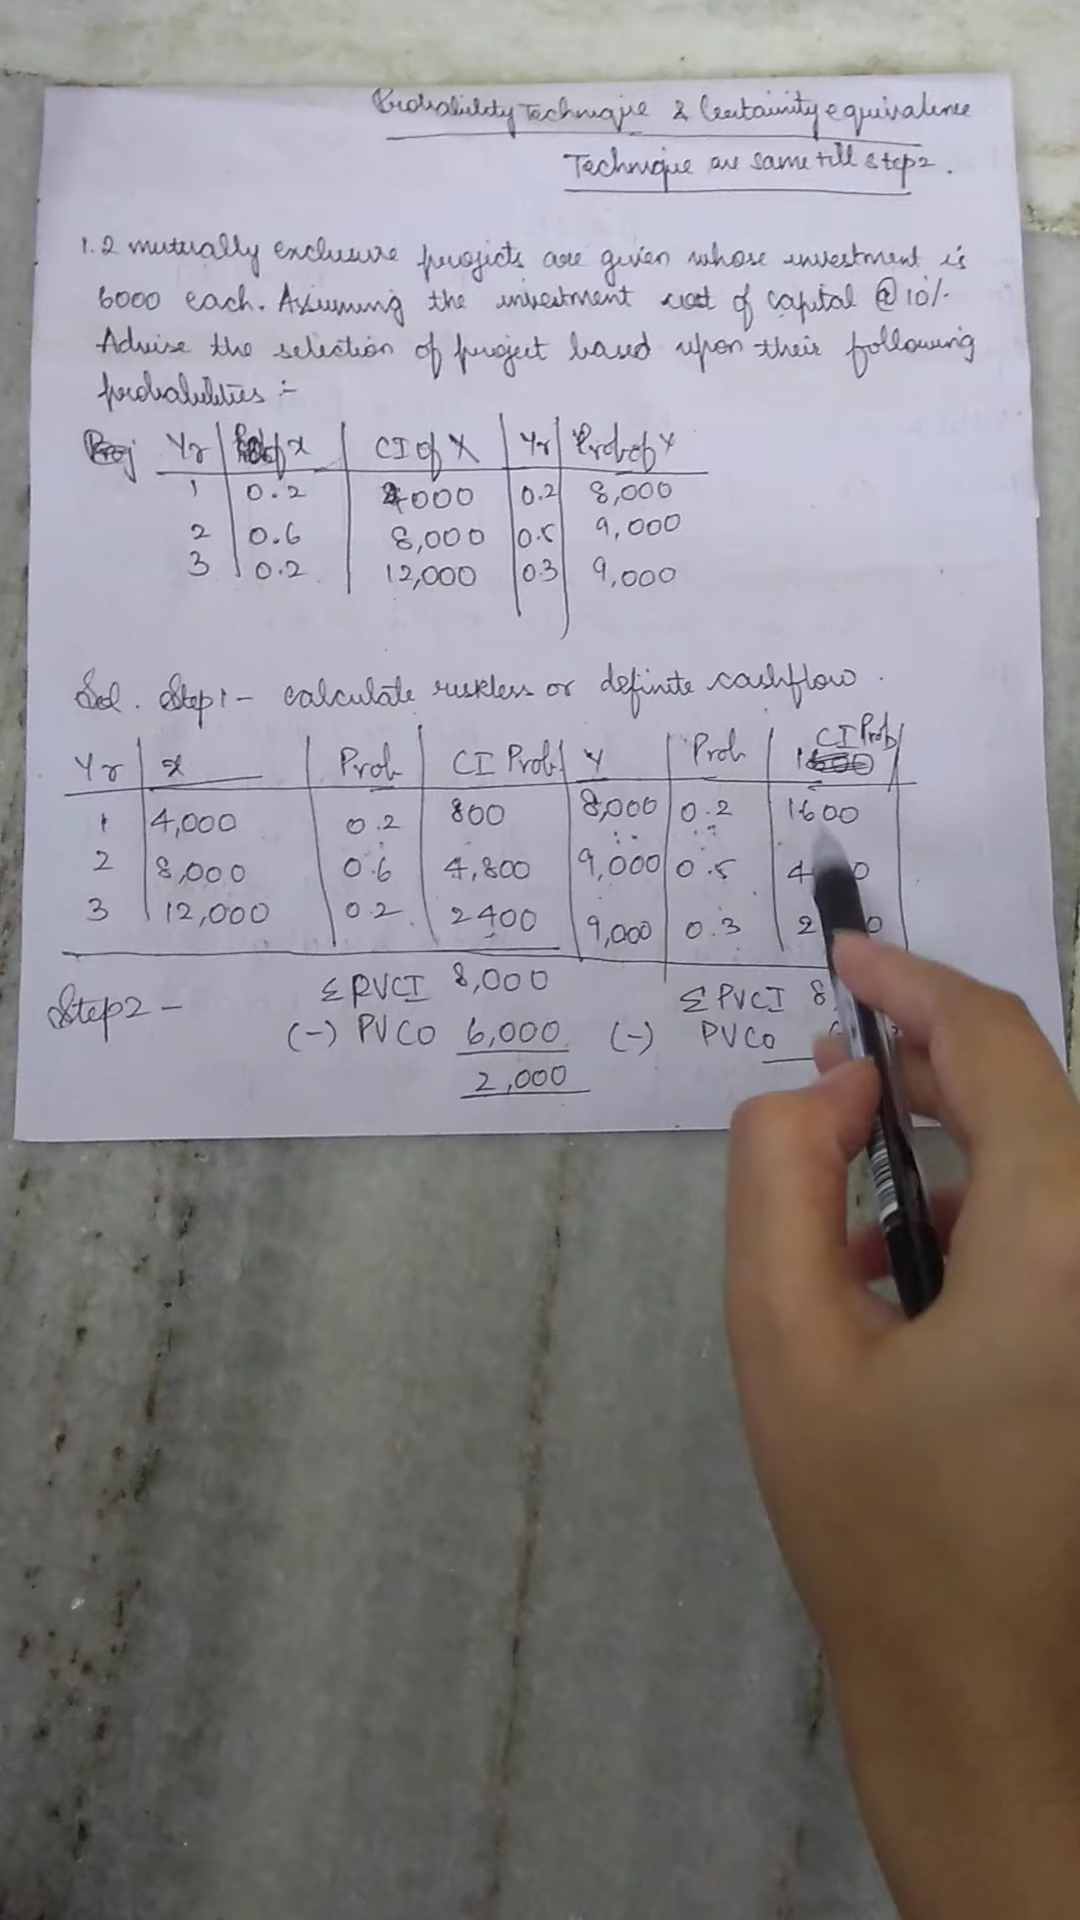 Probability Technique & Certainity equivalence
Technique are same till step2.
1. 2 mutually exclusive projects are given whose investment is
6000 each. Assuming the investment cost of capital @ 10%.
Advise the selection of project based upon their following
probabilities :-
Yr Prob of x CI of X Yr Prob of Y
1 0.2 4000 0.2 8,000
2 0.6 8,000 0.5 9,000
3 0.2 12,000 0.3 9,000
Sol. Step1- calculate riskless or definite cashflow.
Yr x Prob CI Prob Y Prob CI Prob
1 4,000 0.2 800 8,000 0.2 1600
2 8,000 0.6 4,800 9,000 0.5
3 12,000 0.2 2400 9,000 0.3
Step2 - Σ PVCI 8,000 Σ PVCI
(-) PVCO 6,000 (-) PVCO
2,000